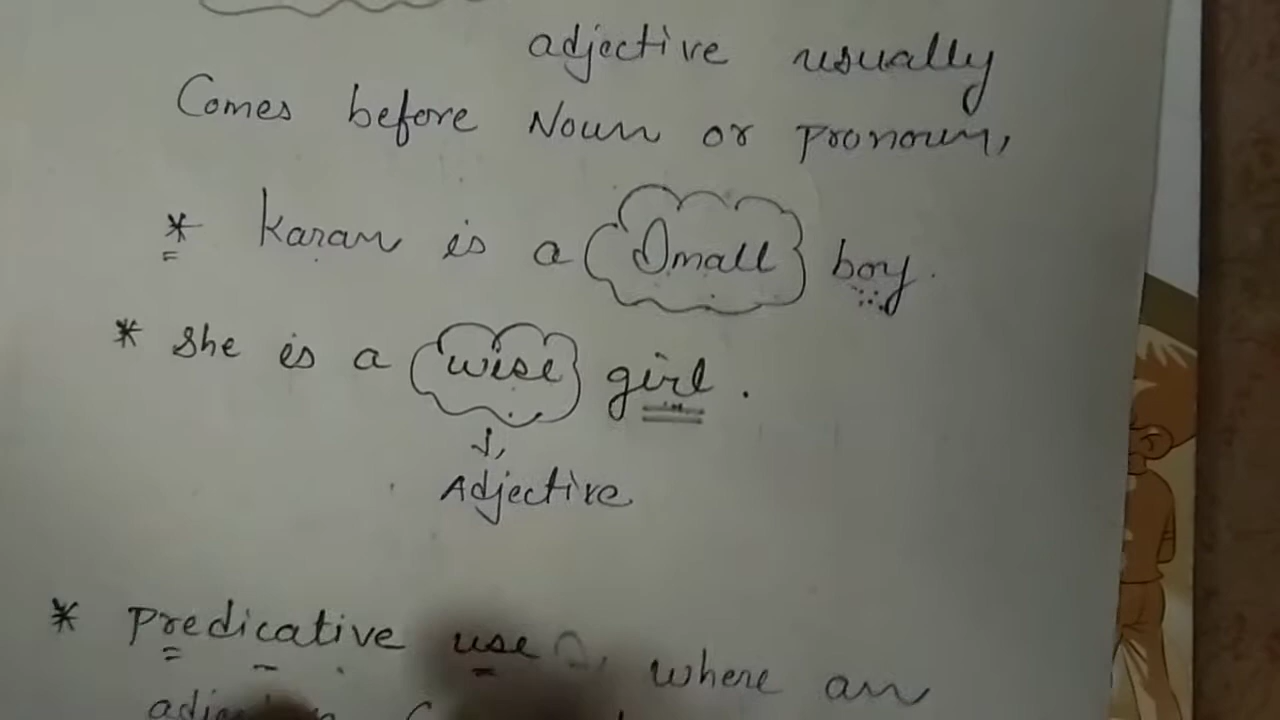 adjective usually
Comes before Noun or pronoun,
* Karan is a Small boy.
* She is a wise girl.
Adjective
* Predicative use, where an